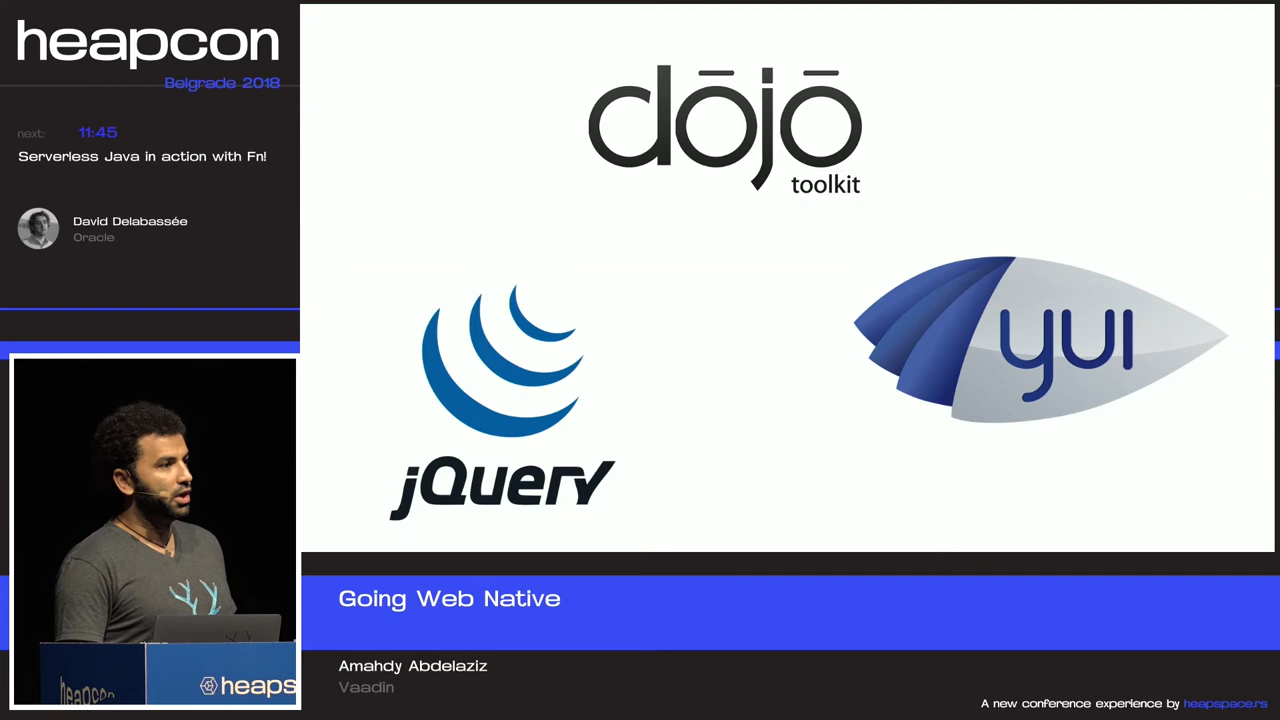 heapcon
Belgrade 2018
next: 11:45
Serverless Java in action with Fn!
David Delabassée
Oracle
dōjō
toolkit
jQuery
yui
heapcon
heaps
Going Web Native
Amahdy Abdelaziz
Vaadin
A new conference experience by heapspace.rs